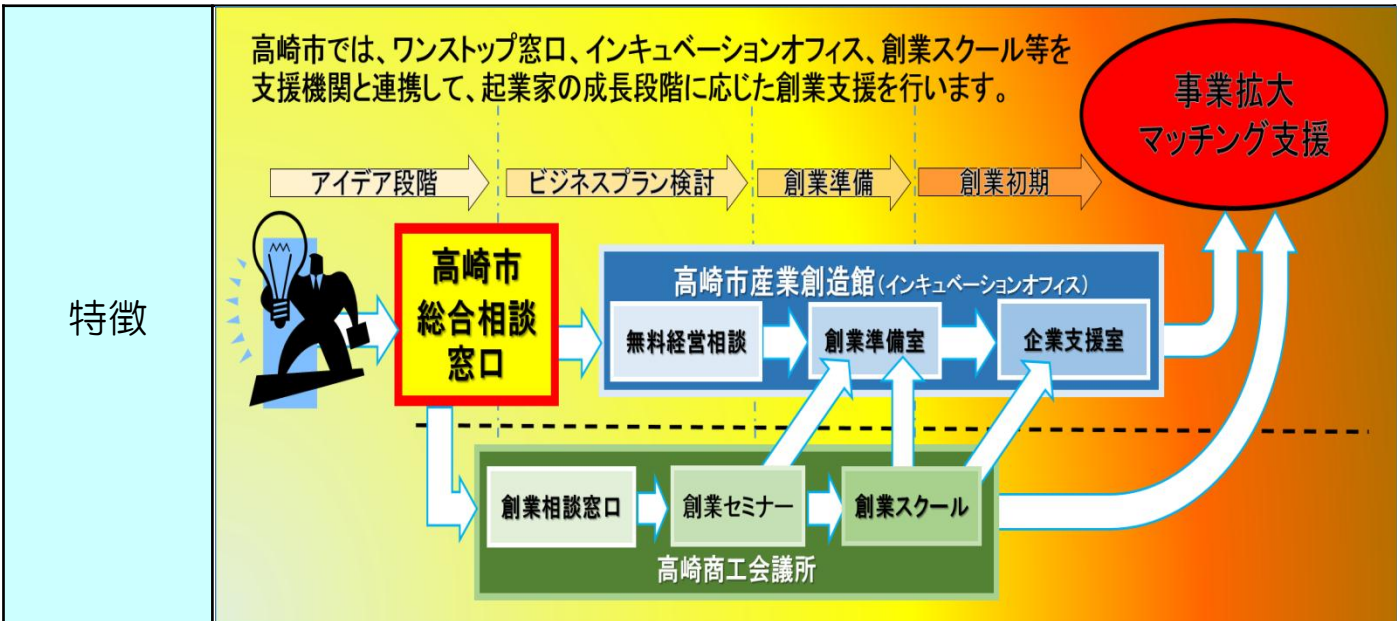 特徴
高崎市では、ワンストップ窓口、インキュベーションオフィス、創業スクール等を
支援機関と連携して、起業家の成長段階に応じた創業支援を行います。
事業拡大
マッチング支援
アイデア段階
ビジネスプラン検討
創業準備
創業初期
高崎市
総合相談
窓口
高崎市産業創造館(インキュベーションオフィス)
無料経営相談
創業準備室
企業支援室
創業相談窓口
創業セミナー
創業スクール
高崎商工会議所